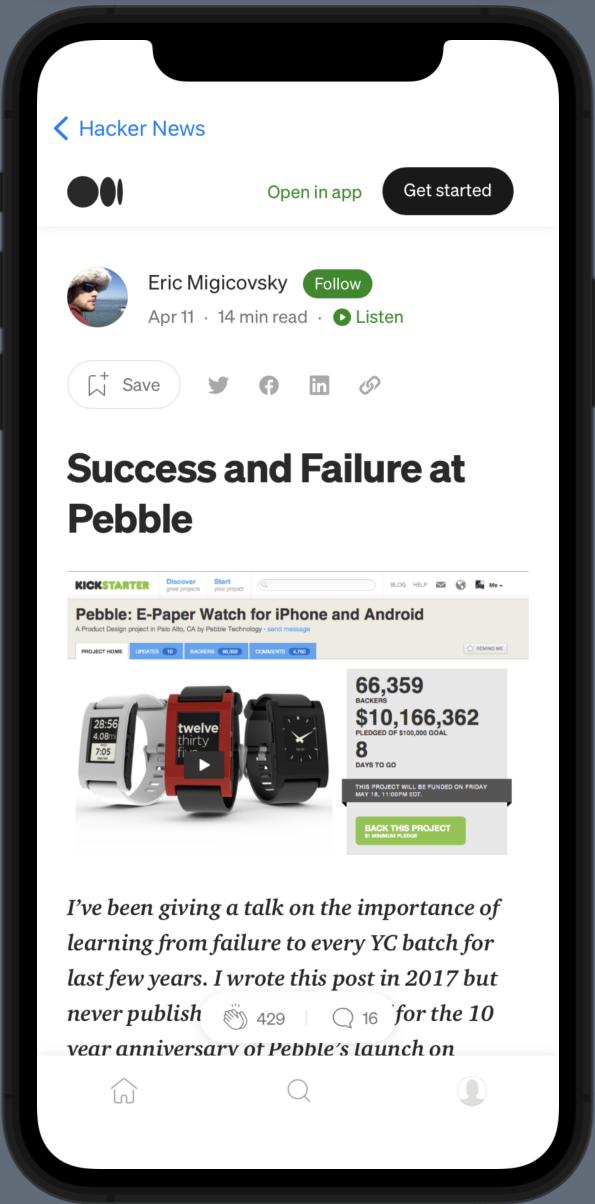 Hacker News
Open in app
Get started
Eric Migicovsky
Follow
Apr 11 · 14 min read · Listen
Save
Success and Failure at
Pebble
KICKSTARTER
Discover
great projects
Start
your project
BLOG HELP
Me
Pebble: E-Paper Watch for iPhone and Android
A Product Design project in Palo Alto, CA by Pebble Technology · send message
PROJECT HOME
UPDATES 10
BACKERS 66,359
COMMENTS 4,760
REMIND ME
28:56
4.08
7:05
twelve
thirty
five
66,359
BACKERS
$10,166,362
PLEDGED OF $100,000 GOAL
8
DAYS TO GO
THIS PROJECT WILL BE FUNDED ON FRIDAY
MAY 18, 11:00PM EDT.
BACK THIS PROJECT
$1 MINIMUM PLEDGE
I’ve been giving a talk on the importance of
learning from failure to every YC batch for
last few years. I wrote this post in 2017 but
never publish
for the 10
429
16
year anniversary of Pebble’s launch on